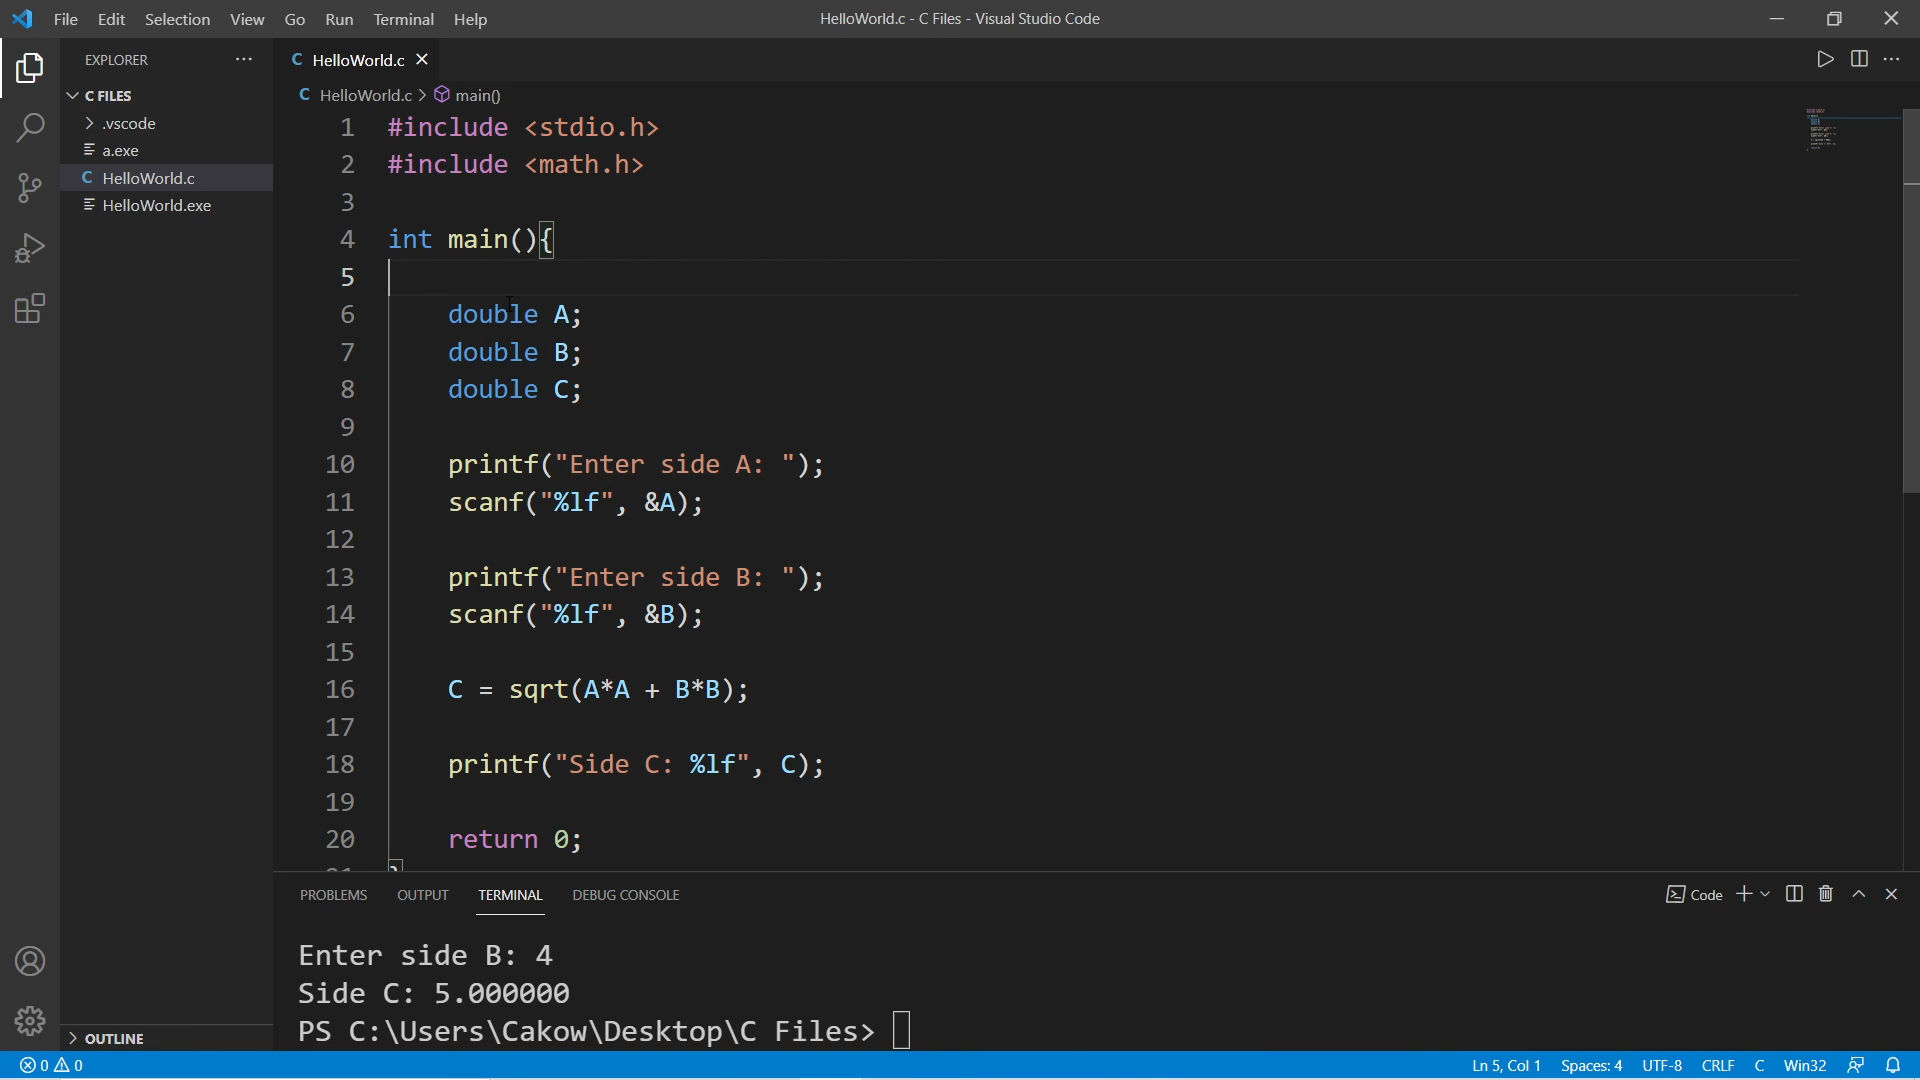 File Edit Selection View Go Run Terminal Help
HelloWorld.c - C Files - Visual Studio Code
EXPLORER
C FILES
.vscode
a.exe
C HelloWorld.c
HelloWorld.exe
OUTLINE
C HelloWorld.c
C HelloWorld.c > main()
1 #include <stdio.h>
2 #include <math.h>
3
4 int main(){
5
6 double A;
7 double B;
8 double C;
9
10 printf("Enter side A: ");
11 scanf("%lf", &A);
12
13 printf("Enter side B: ");
14 scanf("%lf", &B);
15
16 C = sqrt(A*A + B*B);
17
18 printf("Side C: %lf", C);
19
20 return 0;
PROBLEMS OUTPUT TERMINAL DEBUG CONSOLE
Code
Enter side B: 4
Side C: 5.000000
PS C:\Users\Cakow\Desktop\C Files>
0 0
Ln 5, Col 1 Spaces: 4 UTF-8 CRLF C Win32